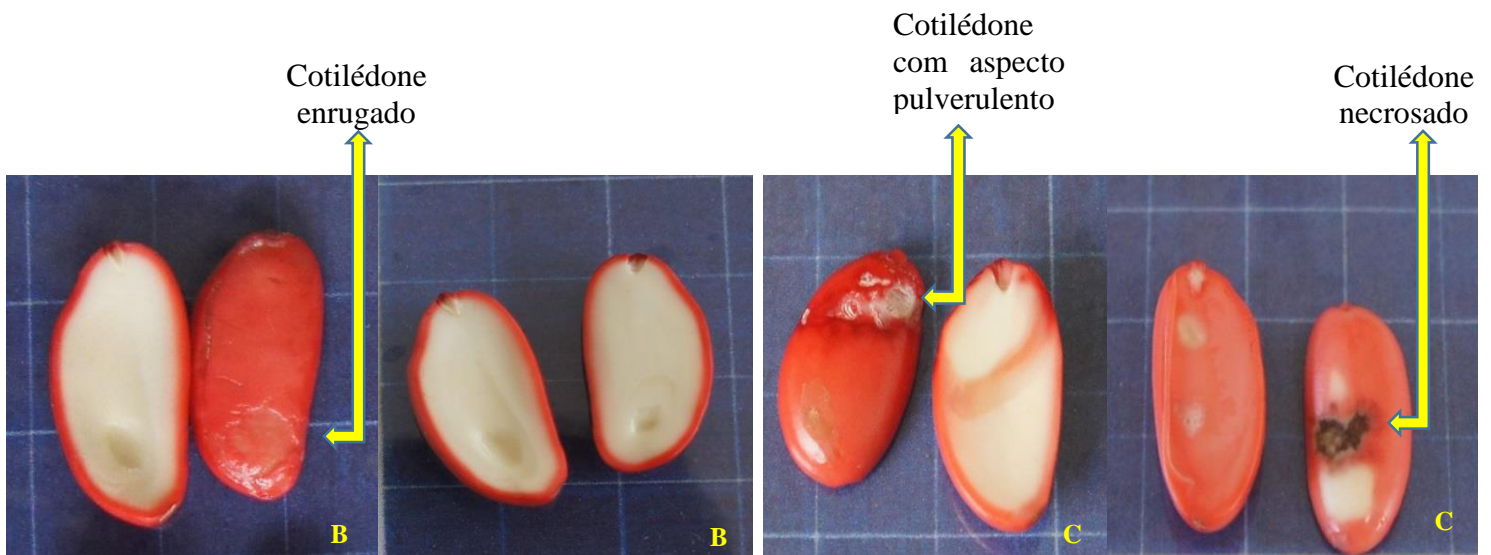 Cotilédone
enrugado
Cotilédone
com aspecto
pulverulento
Cotilédone
necrosado
B
B
C
C